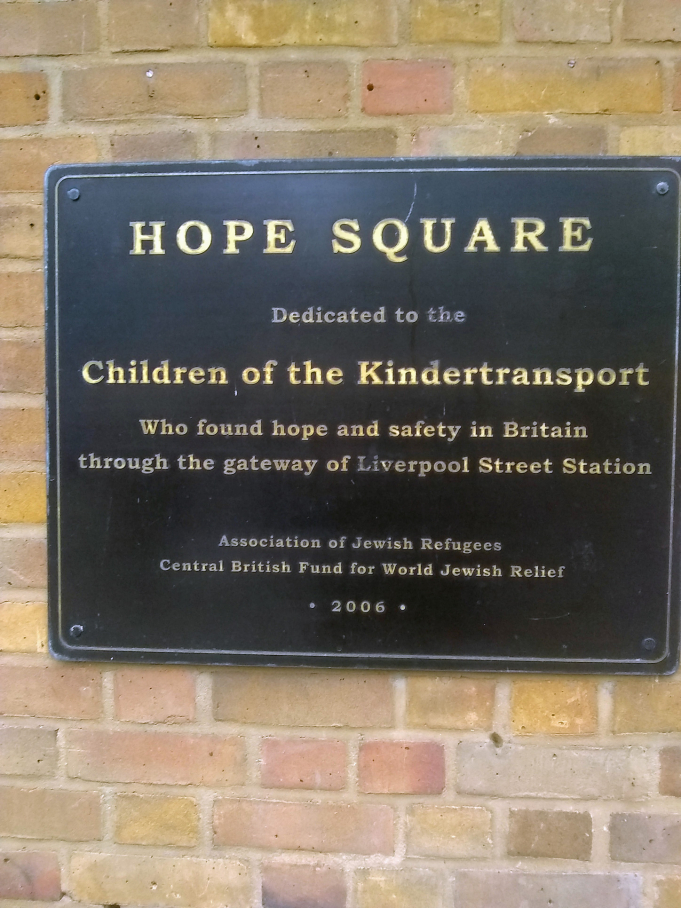 HOPE SQUARE
Dedicated to the
Children of the Kindertransport
Who found hope and safety in Britain
through the gateway of Liverpool Street Station
Association of Jewish Refugees
Central British Fund for World Jewish Relief
• 2006 •